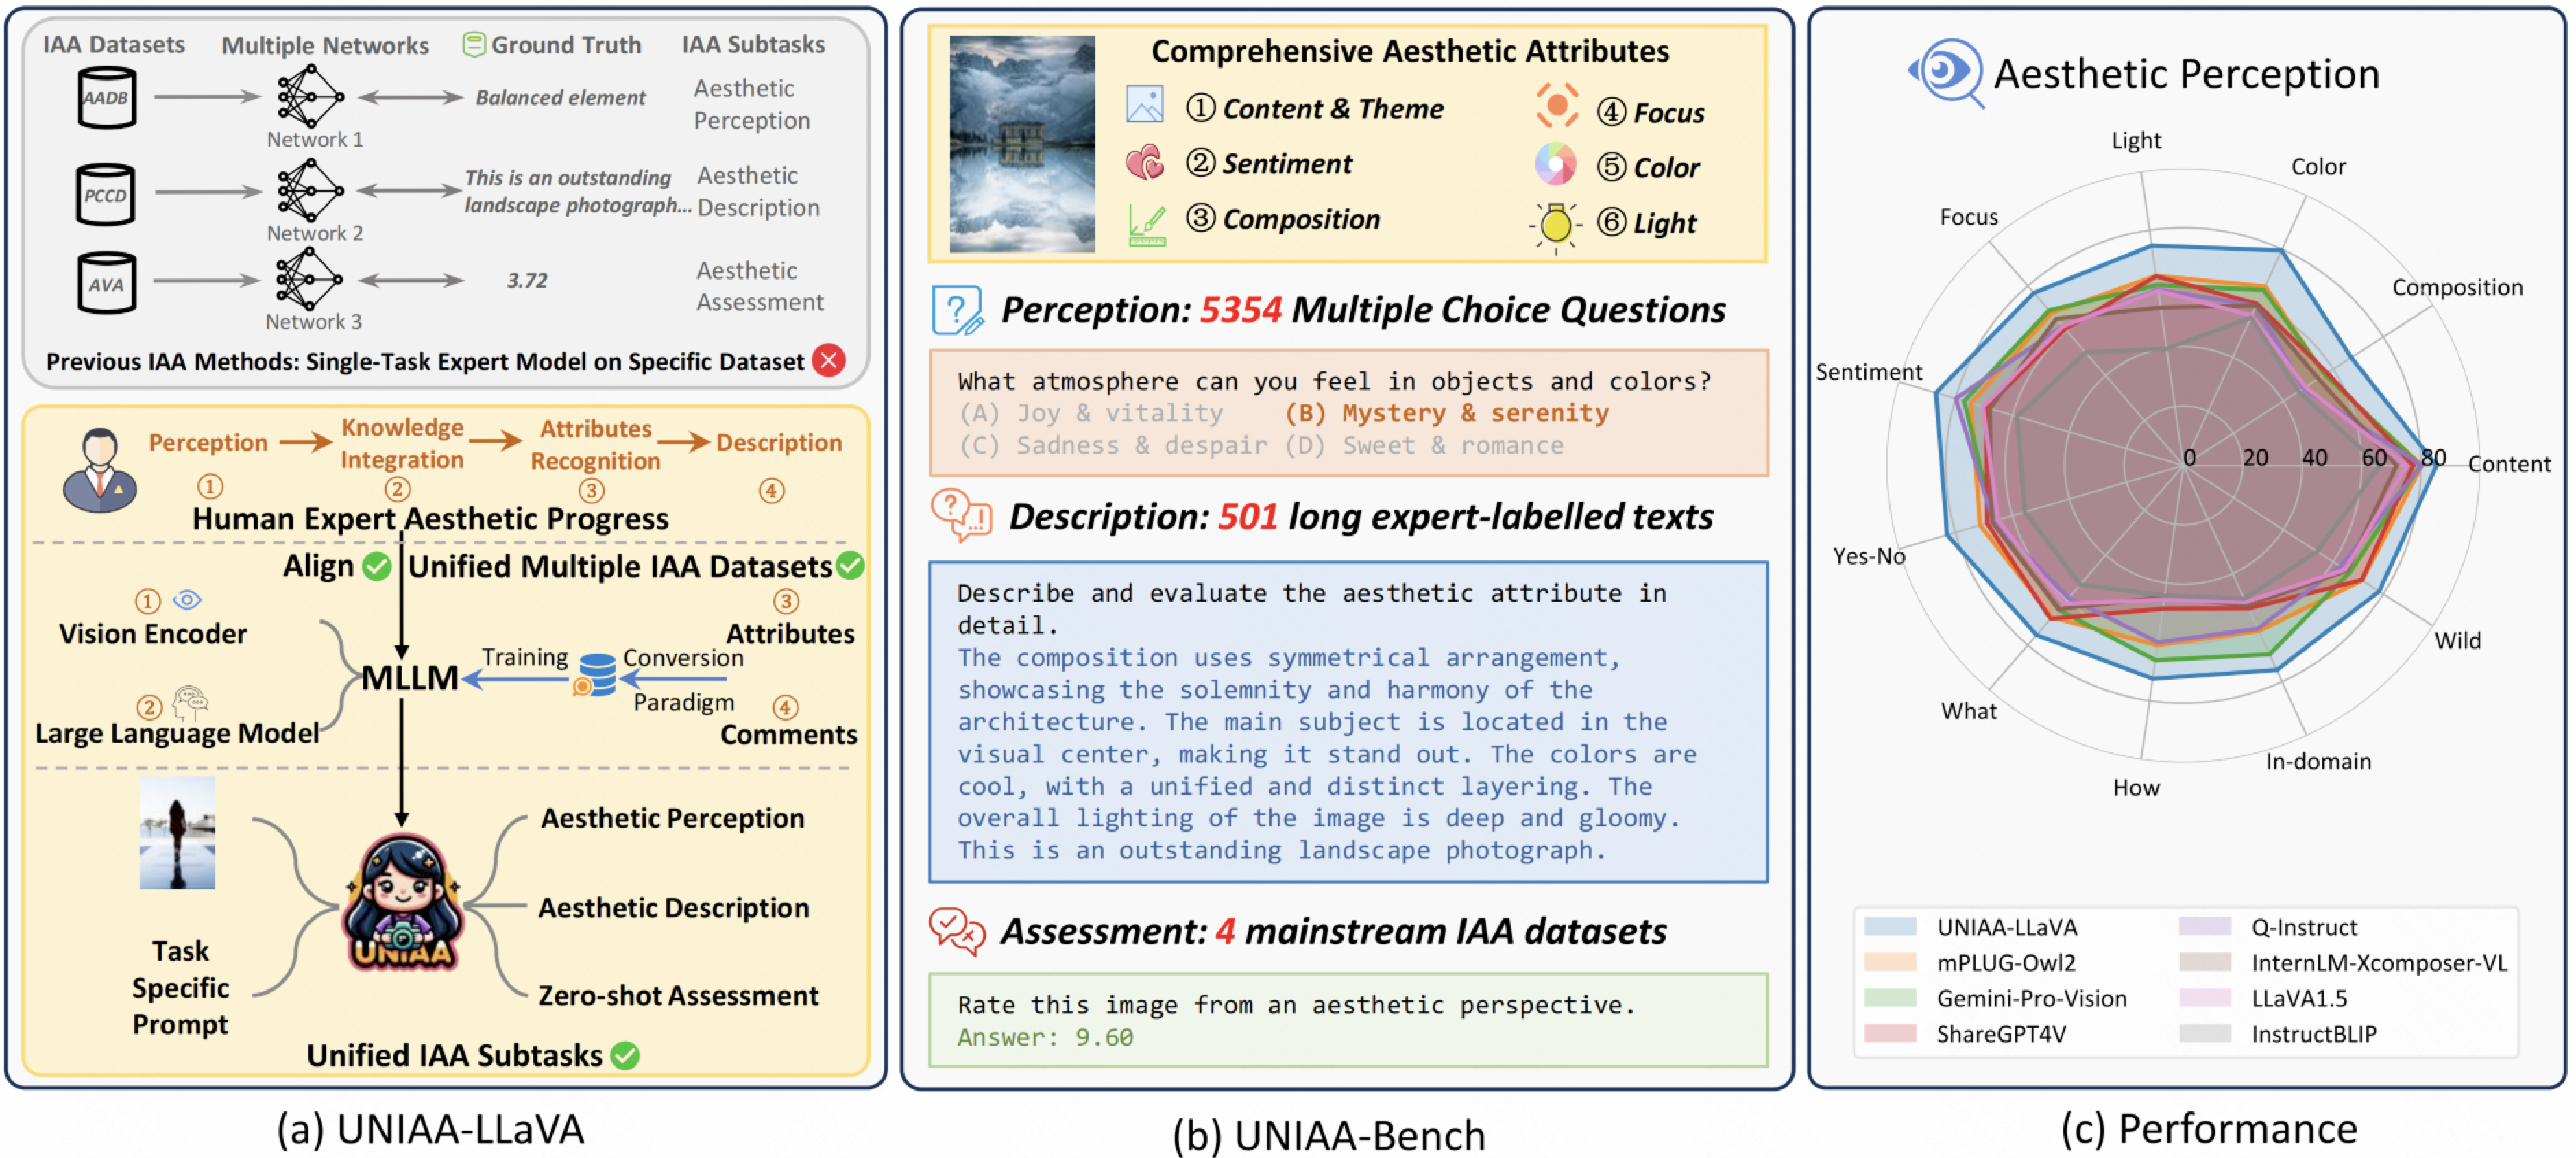 IAA Datasets
Multiple Networks
Ground Truth
IAA Subtasks
AADB
Network 1
Balanced element
Aesthetic
Perception
PCCD
Network 2
This is an outstanding
landscape photograph...
Aesthetic
Description
AVA
Network 3
3.72
Aesthetic
Assessment
Previous IAA Methods: Single-Task Expert Model on Specific Dataset
Perception
Knowledge
Integration
Attributes
Recognition
Description
①
②
③
④
Human Expert Aesthetic Progress
Align
Unified Multiple IAA Datasets
①
Vision Encoder
②
Large Language Model
MLLM
Training
Conversion
Paradigm
③
Attributes
④
Comments
Task
Specific
Prompt
UNIAA
Aesthetic Perception
Aesthetic Description
Zero-shot Assessment
Unified IAA Subtasks
(a) UNIAA-LLaVA
Comprehensive Aesthetic Attributes
① Content & Theme
② Sentiment
③ Composition
④ Focus
⑤ Color
⑥ Light
Perception: 5354 Multiple Choice Questions
What atmosphere can you feel in objects and colors?
(A) Joy & vitality (B) Mystery & serenity
(C) Sadness & despair (D) Sweet & romance
Description: 501 long expert-labelled texts
Describe and evaluate the aesthetic attribute in
detail.
The composition uses symmetrical arrangement,
showcasing the solemnity and harmony of the
architecture. The main subject is located in the
visual center, making it stand out. The colors are
cool, with a unified and distinct layering. The
overall lighting of the image is deep and gloomy.
This is an outstanding landscape photograph.
Assessment: 4 mainstream IAA datasets
Rate this image from an aesthetic perspective.
Answer: 9.60
(b) UNIAA-Bench
Aesthetic Perception
Light
Color
Focus
Composition
Sentiment
0 20 40 60 80
Content
Yes-No
Wild
What
In-domain
How
UNIAA-LLaVA
mPLUG-Owl2
Gemini-Pro-Vision
ShareGPT4V
Q-Instruct
InternLM-Xcomposer-VL
LLaVA1.5
InstructBLIP
(c) Performance